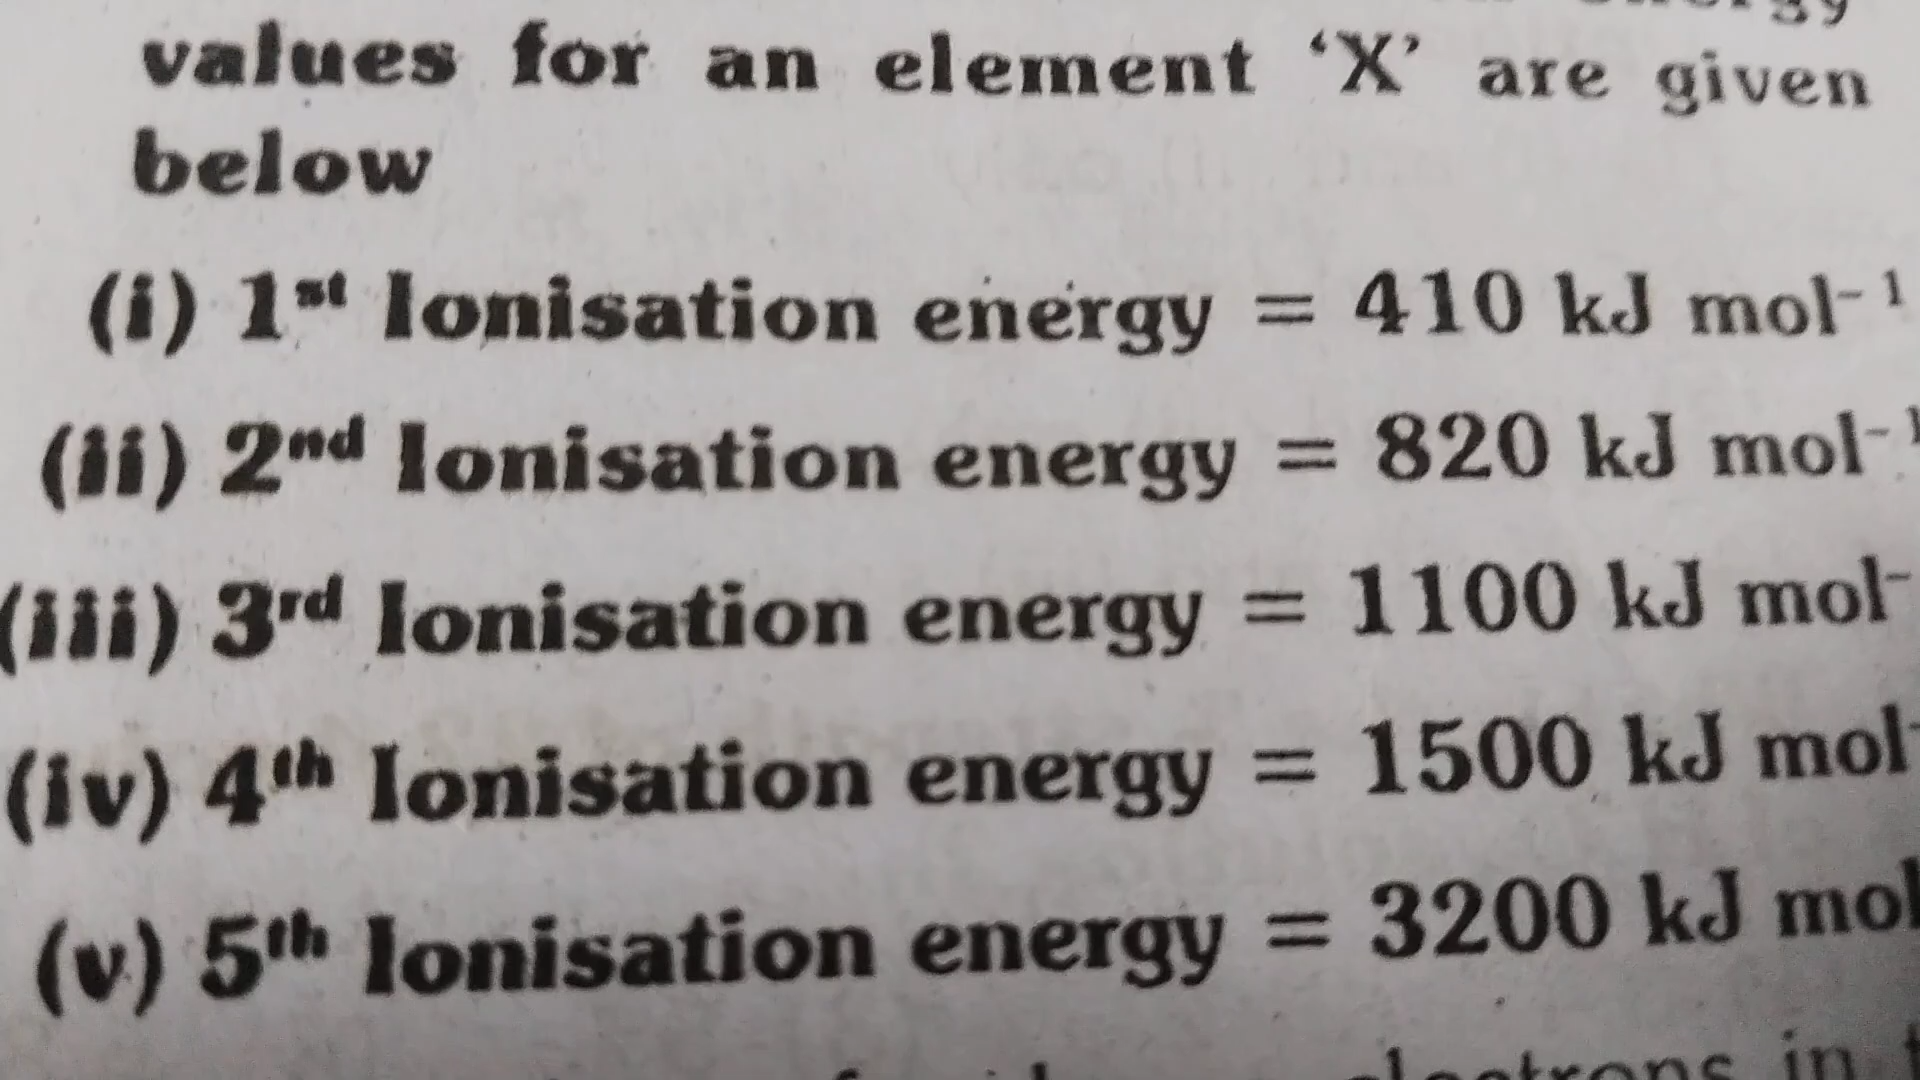 values for an element ‘X’ are given
below
(i) 1st Ionisation energy = 410 kJ mol-1
(ii) 2nd Ionisation energy = 820 kJ mol-1
(iii) 3rd Ionisation energy = 1100 kJ mol-
(iv) 4th Ionisation energy = 1500 kJ mol-
(v) 5th Ionisation energy = 3200 kJ mol
electrons in